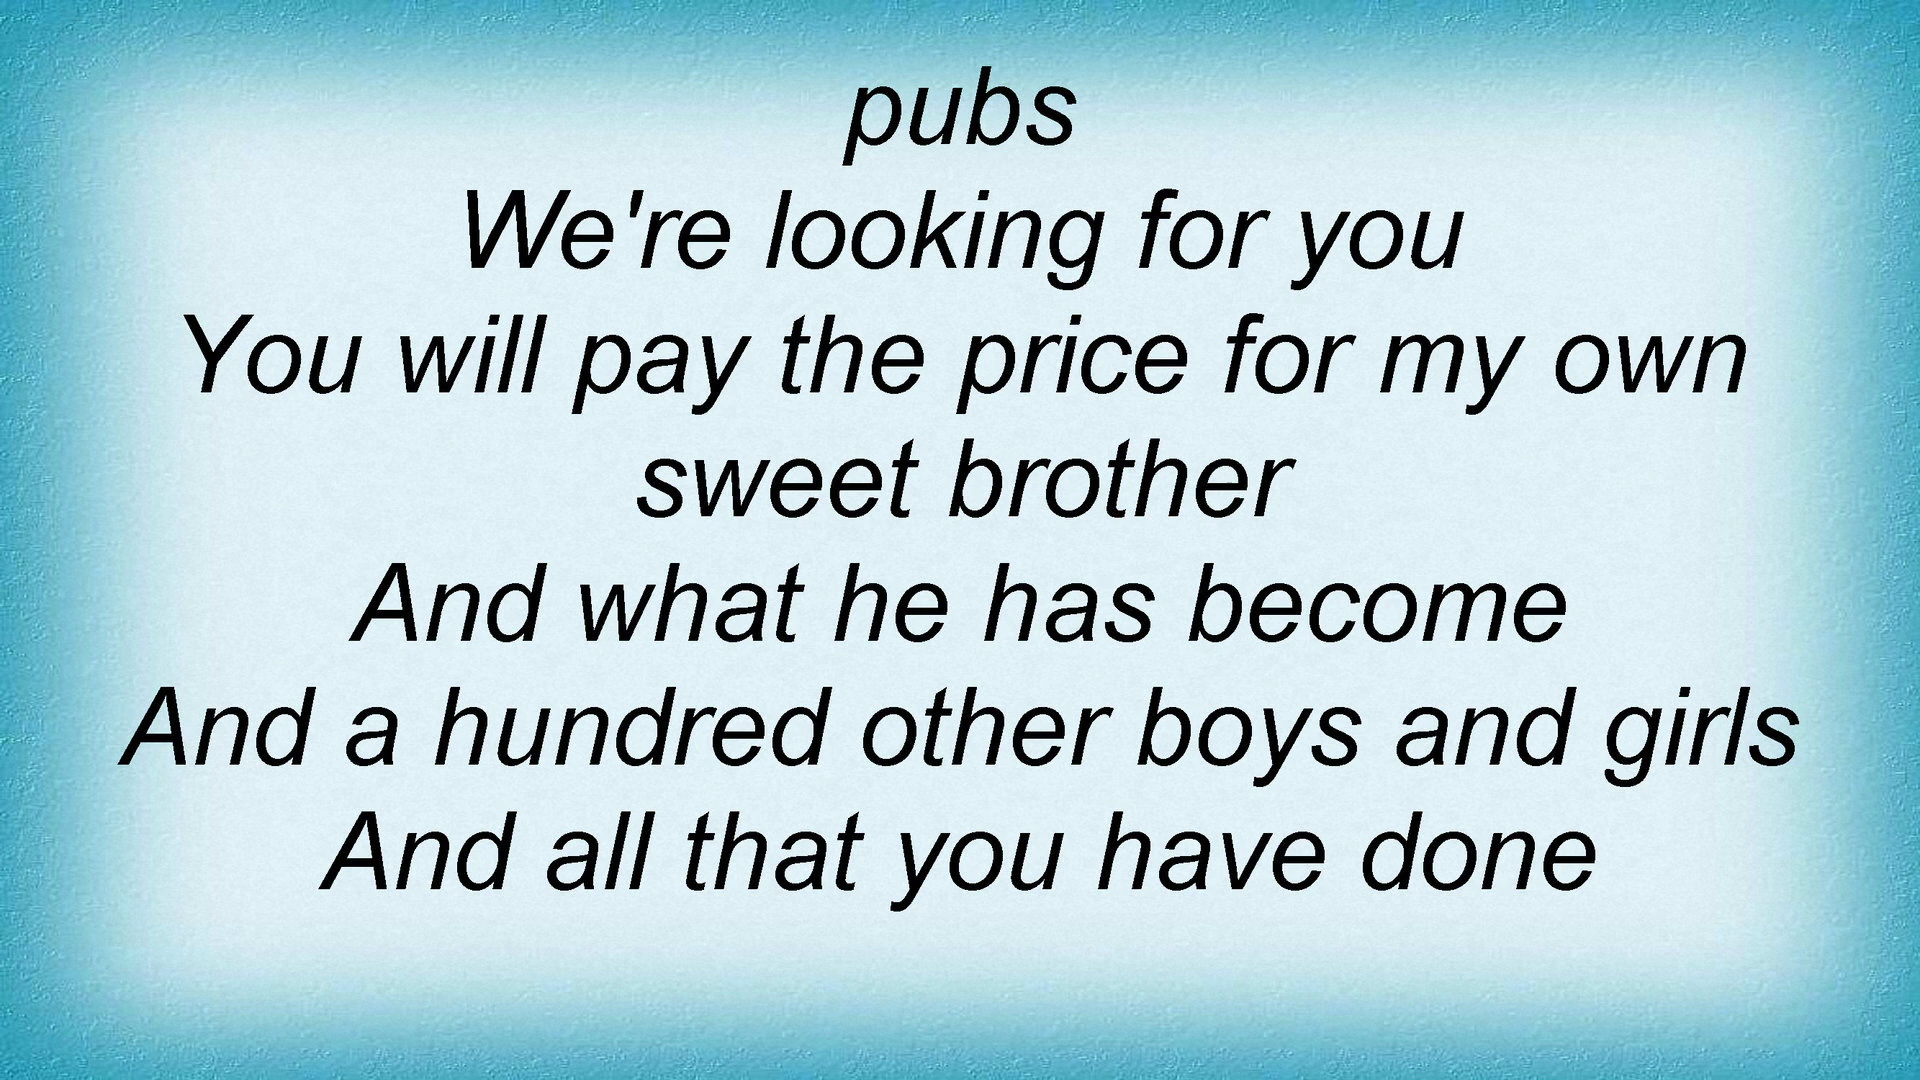 pubs
We're looking for you
You will pay the price for my own
sweet brother
And what he has become
And a hundred other boys and girls
And all that you have done